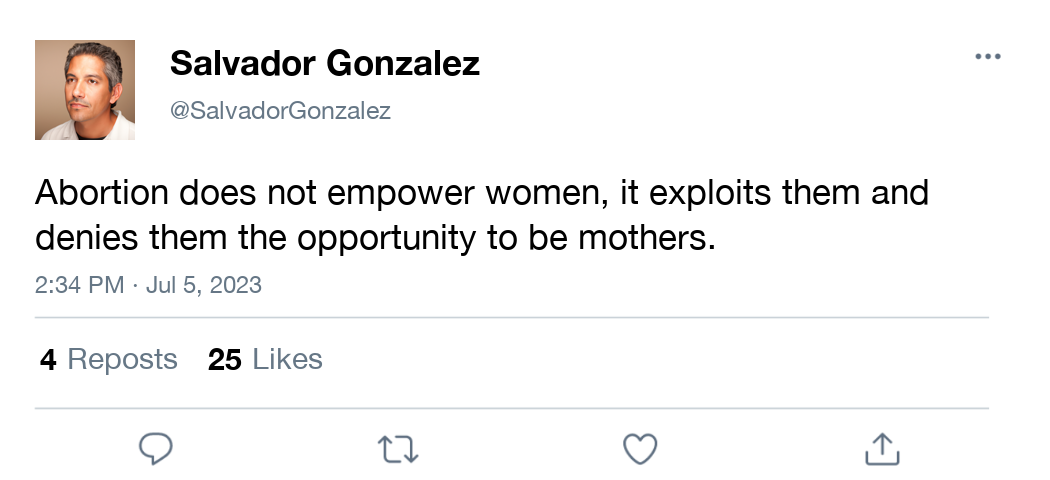 Salvador Gonzalez
@SalvadorGonzalez
Abortion does not empower women, it exploits them and
denies them the opportunity to be mothers.
2:34 PM · Jul 5, 2023
4 Reposts 25 Likes